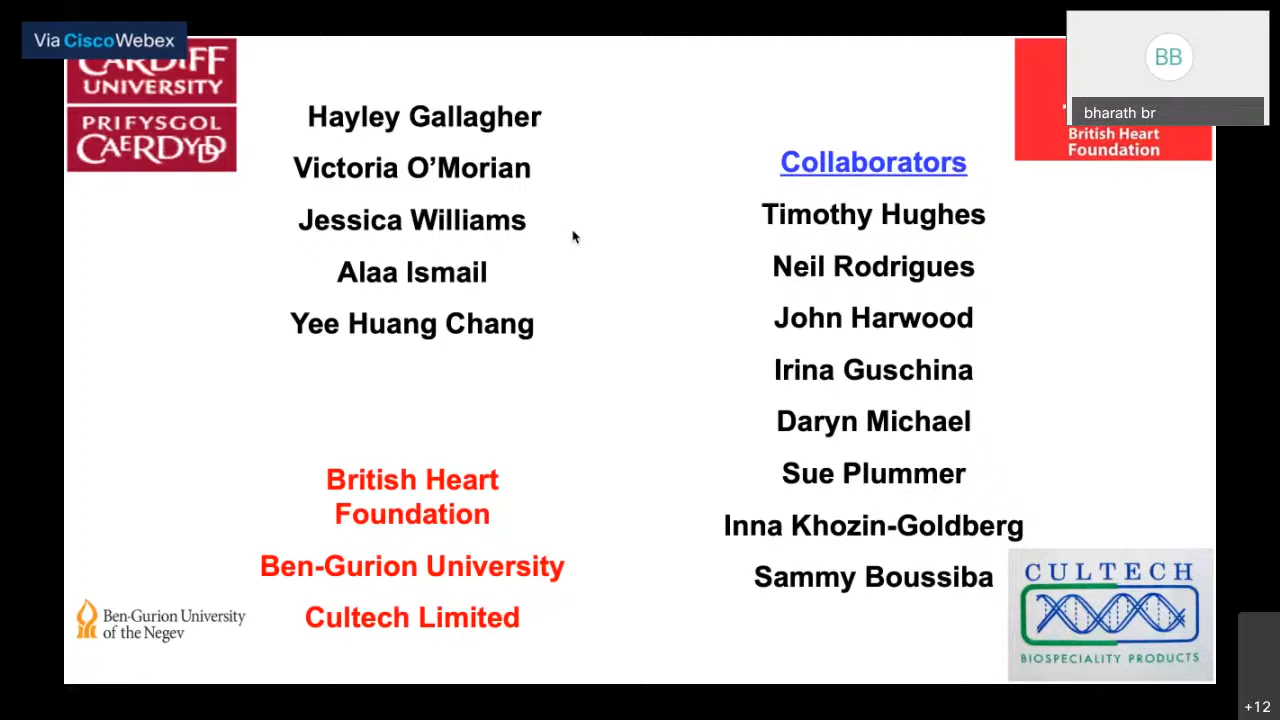 Via Cisco Webex
CARDIFF
UNIVERSITY
PRIFYSGOL
CAERDYDD
Hayley Gallagher
Victoria O’Morian
Jessica Williams
Alaa Ismail
Yee Huang Chang
British Heart
Foundation
Ben-Gurion University
Cultech Limited
Ben-Gurion University
of the Negev
BB
bharath br
British Heart
Foundation
Collaborators
Timothy Hughes
Neil Rodrigues
John Harwood
Irina Guschina
Daryn Michael
Sue Plummer
Inna Khozin-Goldberg
Sammy Boussiba
CULTECH
BIOSPECIALITY PRODUCTS
+12